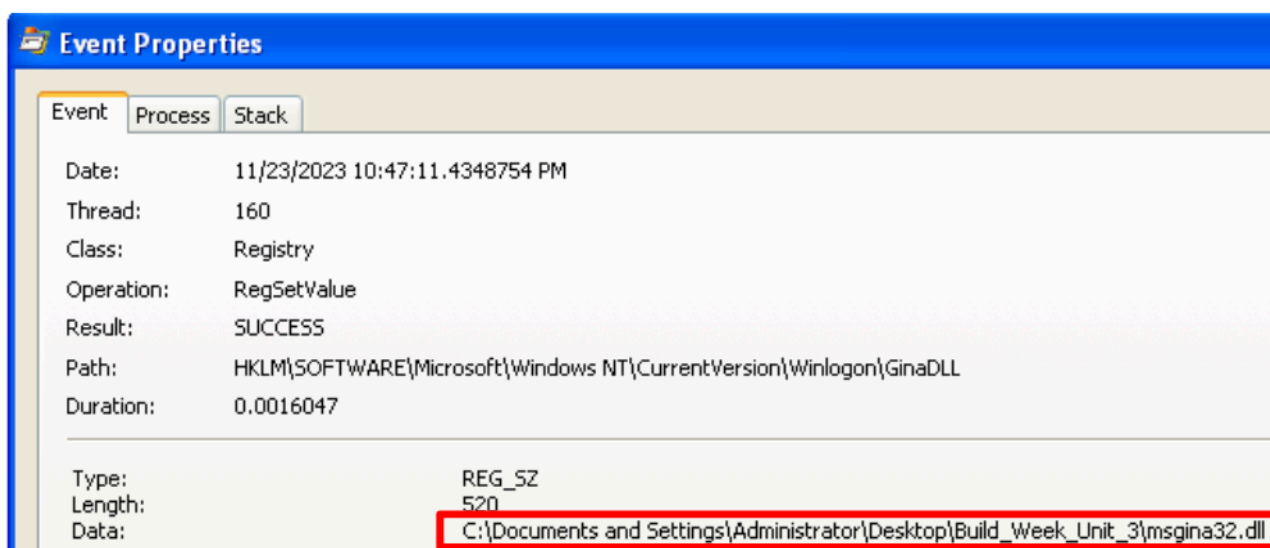 Event Properties
Event Process Stack
Date: 11/23/2023 10:47:11.4348754 PM
Thread: 160
Class: Registry
Operation: RegSetValue
Result: SUCCESS
Path: HKLM\SOFTWARE\Microsoft\Windows NT\CurrentVersion\Winlogon\GinaDLL
Duration: 0.0016047
Type: REG_SZ
Length: 520
Data: C:\Documents and Settings\Administrator\Desktop\Build_Week_Unit_3\msgina32.dll